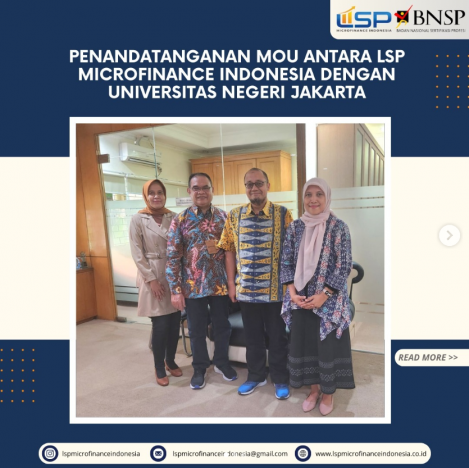 LSP BNSP
MICROFINANCE INDONESIA BADAN NASIONAL SERTIFIKASI PROFESI
PENANDATANGANAN MOU ANTARA LSP
MICROFINANCE INDONESIA DENGAN
UNIVERSITAS NEGERI JAKARTA
READ MORE >>
lspmicrofinanceindonesia
@gmail.com
www.lspmicrofinanceindonesia.co.id